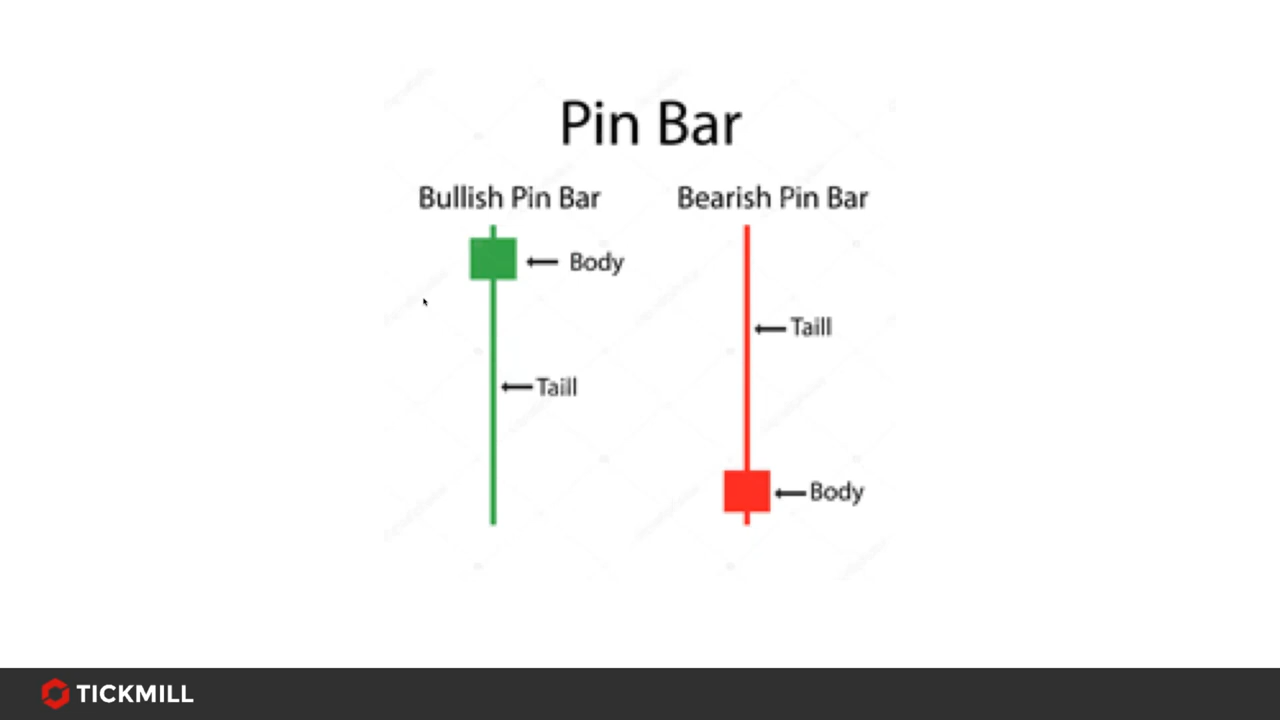 Pin Bar
Bullish Pin Bar
Bearish Pin Bar
Body
Taill
Taill
Body
TICKMILL